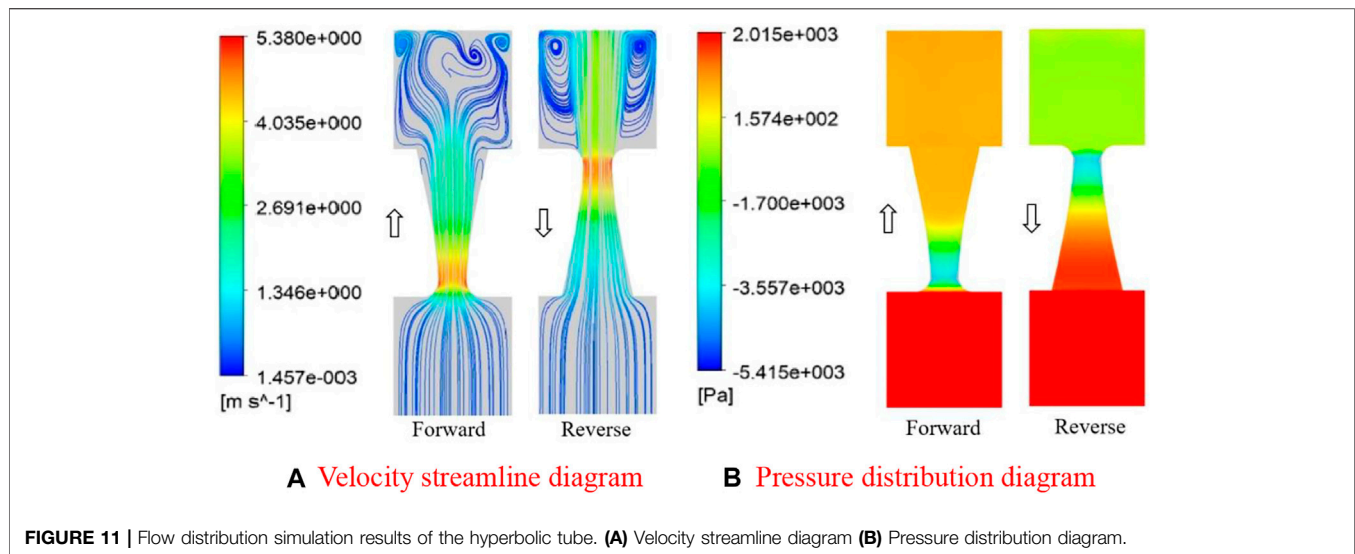 5.380e+000
4.035e+000
2.691e+000
1.346e+000
1.457e-003
[m s^-1]
Forward
Reverse
2.015e+003
1.574e+002
-1.700e+003
-3.557e+003
-5.415e+003
[Pa]
Forward
Reverse
A Velocity streamline diagram
B Pressure distribution diagram
FIGURE 11 | Flow distribution simulation results of the hyperbolic tube. (A) Velocity streamline diagram (B) Pressure distribution diagram.